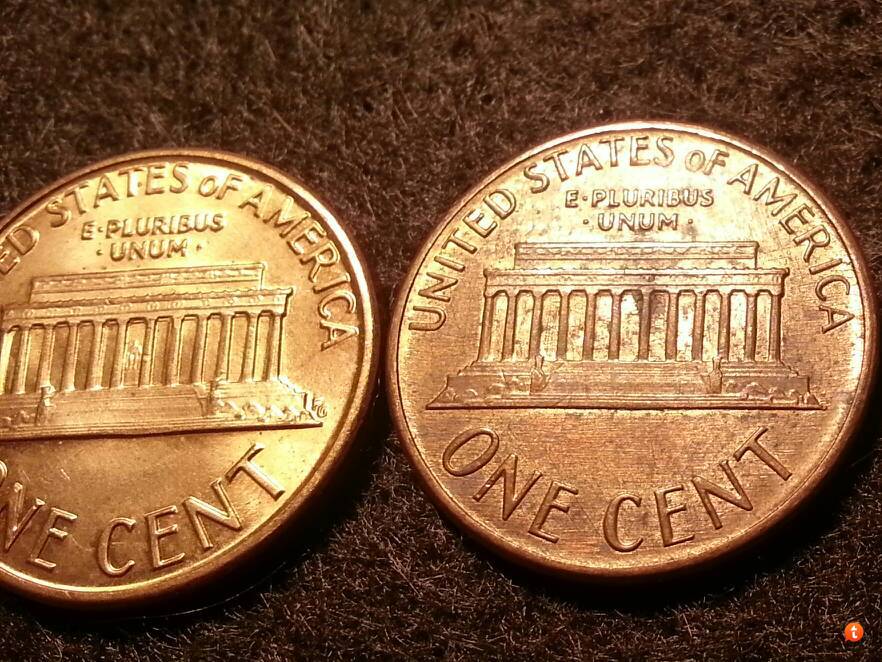 ED STATES OF AMERICA
E·PLURIBUS
·UNUM·
NE CENT
UNITED STATES OF AMERICA
E·PLURIBUS
·UNUM·
ONE CENT
t